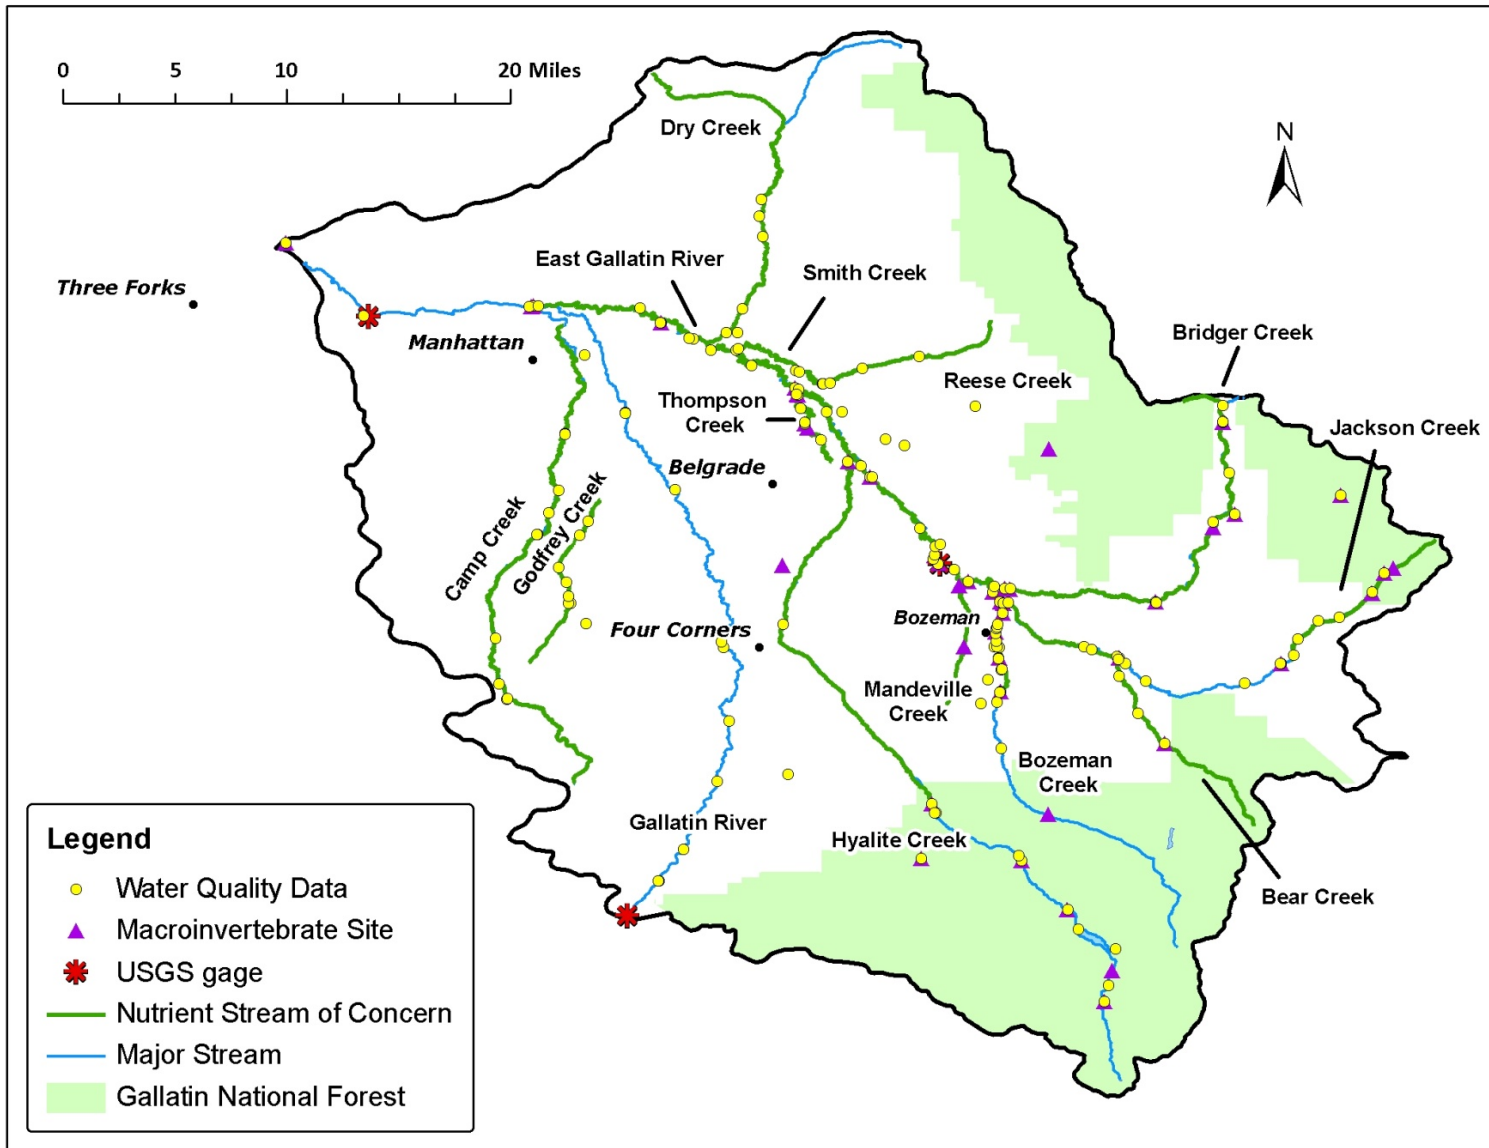 0 5 10 20 Miles
N
Dry Creek
East Gallatin River
Smith Creek
Three Forks
Manhattan
Bridger Creek
Reese Creek
Thompson
Creek
Jackson Creek
Belgrade
Camp Creek
Godfrey Creek
Bozeman
Four Corners
Mandeville
Creek
Bozeman
Creek
Gallatin River
Hyalite Creek
Bear Creek
Legend
Water Quality Data
Macroinvertebrate Site
USGS gage
Nutrient Stream of Concern
Major Stream
Gallatin National Forest